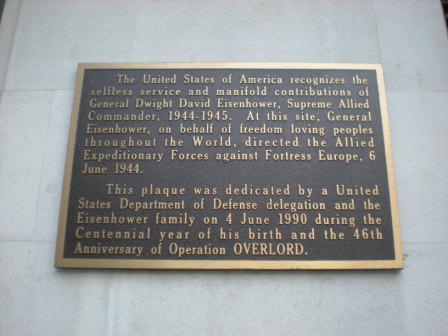 The United States of America recognizes the
selfless service and manifold contributions of
General Dwight David Eisenhower, Supreme Allied
Commander, 1944-1945. At this site, General
Eisenhower, on behalf of freedom loving peoples
throughout the World, directed the Allied
Expeditionary Forces against Fortress Europe, 6
June 1944.
This plaque was dedicated by a United
States Department of Defense delegation and the
Eisenhower family on 4 June 1990 during the
Centennial year of his birth and the 46th
Anniversary of Operation OVERLORD.